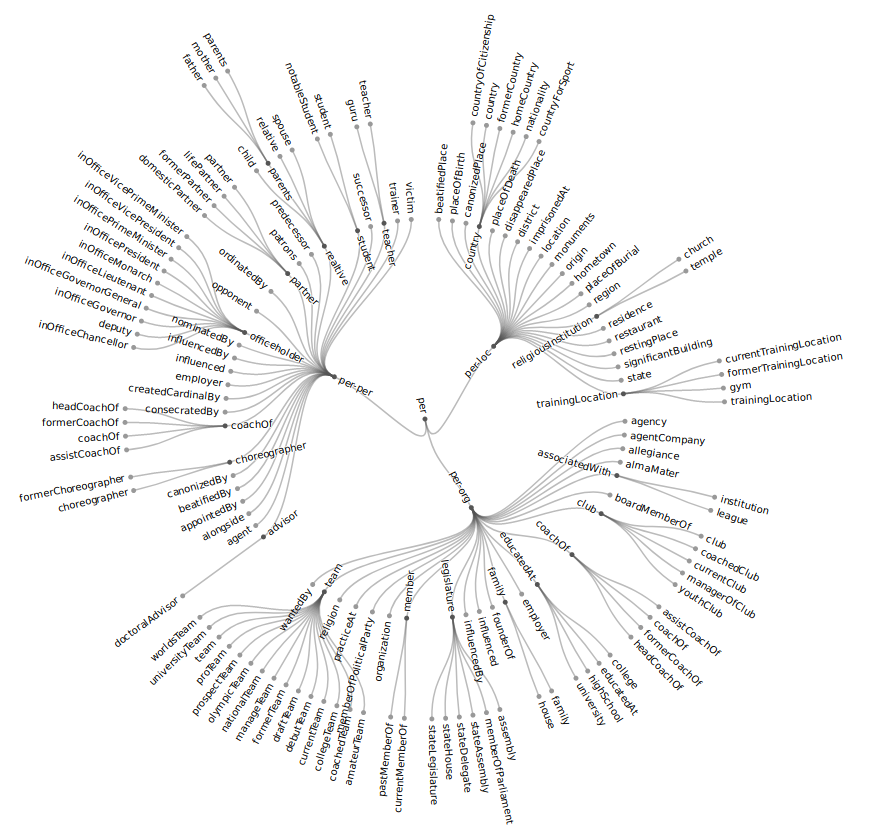 per
per-per
victim
trainer
teacher
teacher
guru
student
successor
student
notableStudent
realtive
spouse
relative
parents
parents
mother
father
child
predecessor
patrons
partner
partner
lifePartner
formerPartner
domesticPartner
ordinatedBy
opponent
officeholder
inOfficeVicePrimeMinister
inOfficeVicePresident
inOfficePrimeMinister
inOfficePresident
inOfficeMonarch
inOfficeLieutenant
inOfficeGovernorGeneral
inOfficeGovernor
deputy
inOfficeChancellor
nominatedBy
influencedBy
influenced
employer
createdCardinalBy
consecratedBy
coachOf
headCoachOf
formerCoachOf
coachOf
assistCoachOf
choreographer
formerChoreographer
choreographer
canonizedBy
beatifiedBy
appointedBy
alongside
agent
advisor
doctoralAdvisor
per-loc
beatifiedPlace
placeOfBirth
canonizedPlace
country
countryOfCitizenship
country
formerCountry
homeCountry
nationality
countryForSport
placeOfDeath
disappearedPlace
district
imprisonedAt
location
monuments
origin
hometown
placeOfBurial
region
religiousInstitution
church
temple
residence
restaurant
restingPlace
significantBuilding
state
trainingLocation
currentTrainingLocation
formerTrainingLocation
gym
trainingLocation
per-org
agency
agentCompany
allegiance
almaMater
associatedWith
institution
league
boardMemberOf
club
club
coachedClub
currentClub
managerOfClub
youthClub
coachOf
assistCoachOf
coachOf
formerCoachOf
headCoachOf
educatedAt
college
educatedAt
highSchool
university
employer
family
family
house
founderOf
influenced
influencedBy
legislature
assembly
memberOfParliament
stateAssembly
stateDelegate
stateHouse
stateLegislature
member
currentMemberOf
pastMemberOf
organization
memberOfPoliticalParty
practiceAt
religion
team
amateurTeam
coachedTeam
collegeTeam
currentTeam
debutTeam
draftTeam
formerTeam
manageTeam
nationalTeam
olympicTeam
prospectTeam
proTeam
team
universityTeam
worldsTeam
wantedBy